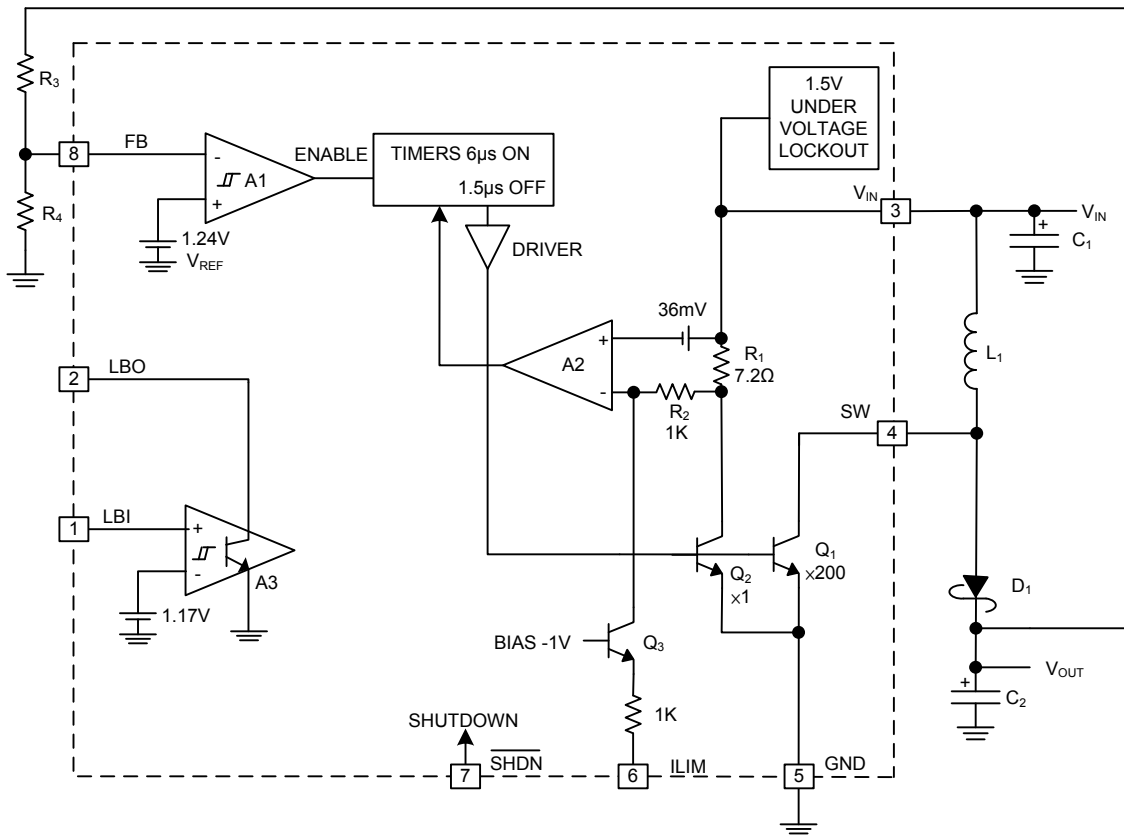 R3
8
FB
A1
-
+
ENABLE
TIMERS 6µs ON
1.5µs OFF
1.5V
UNDER
VOLTAGE
LOCKOUT
R4
1.24V
VREF
DRIVER
VIN
3
VIN
+
C1
36mV
+
A2
-
R1
7.2Ω
R2
1K
L1
2
LBO
SW
4
1
LBI
+
-
A3
1.17V
Q2
×1
Q1
×200
D1
BIAS -1V
Q3
VOUT
+
C2
1K
SHUTDOWN
7
SHDN
6
ILIM
5
GND